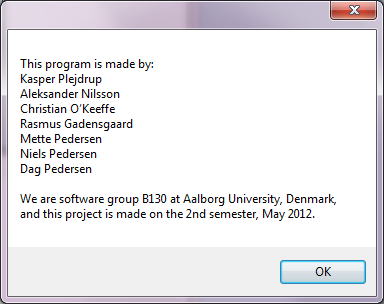 This program is made by:
Kasper Plejdrup
Aleksander Nilsson
Christian O'Keeffe
Rasmus Gadensgaard
Mette Pedersen
Niels Pedersen
Dag Pedersen
We are software group B130 at Aalborg University, Denmark,
and this project is made on the 2nd semester, May 2012.
OK